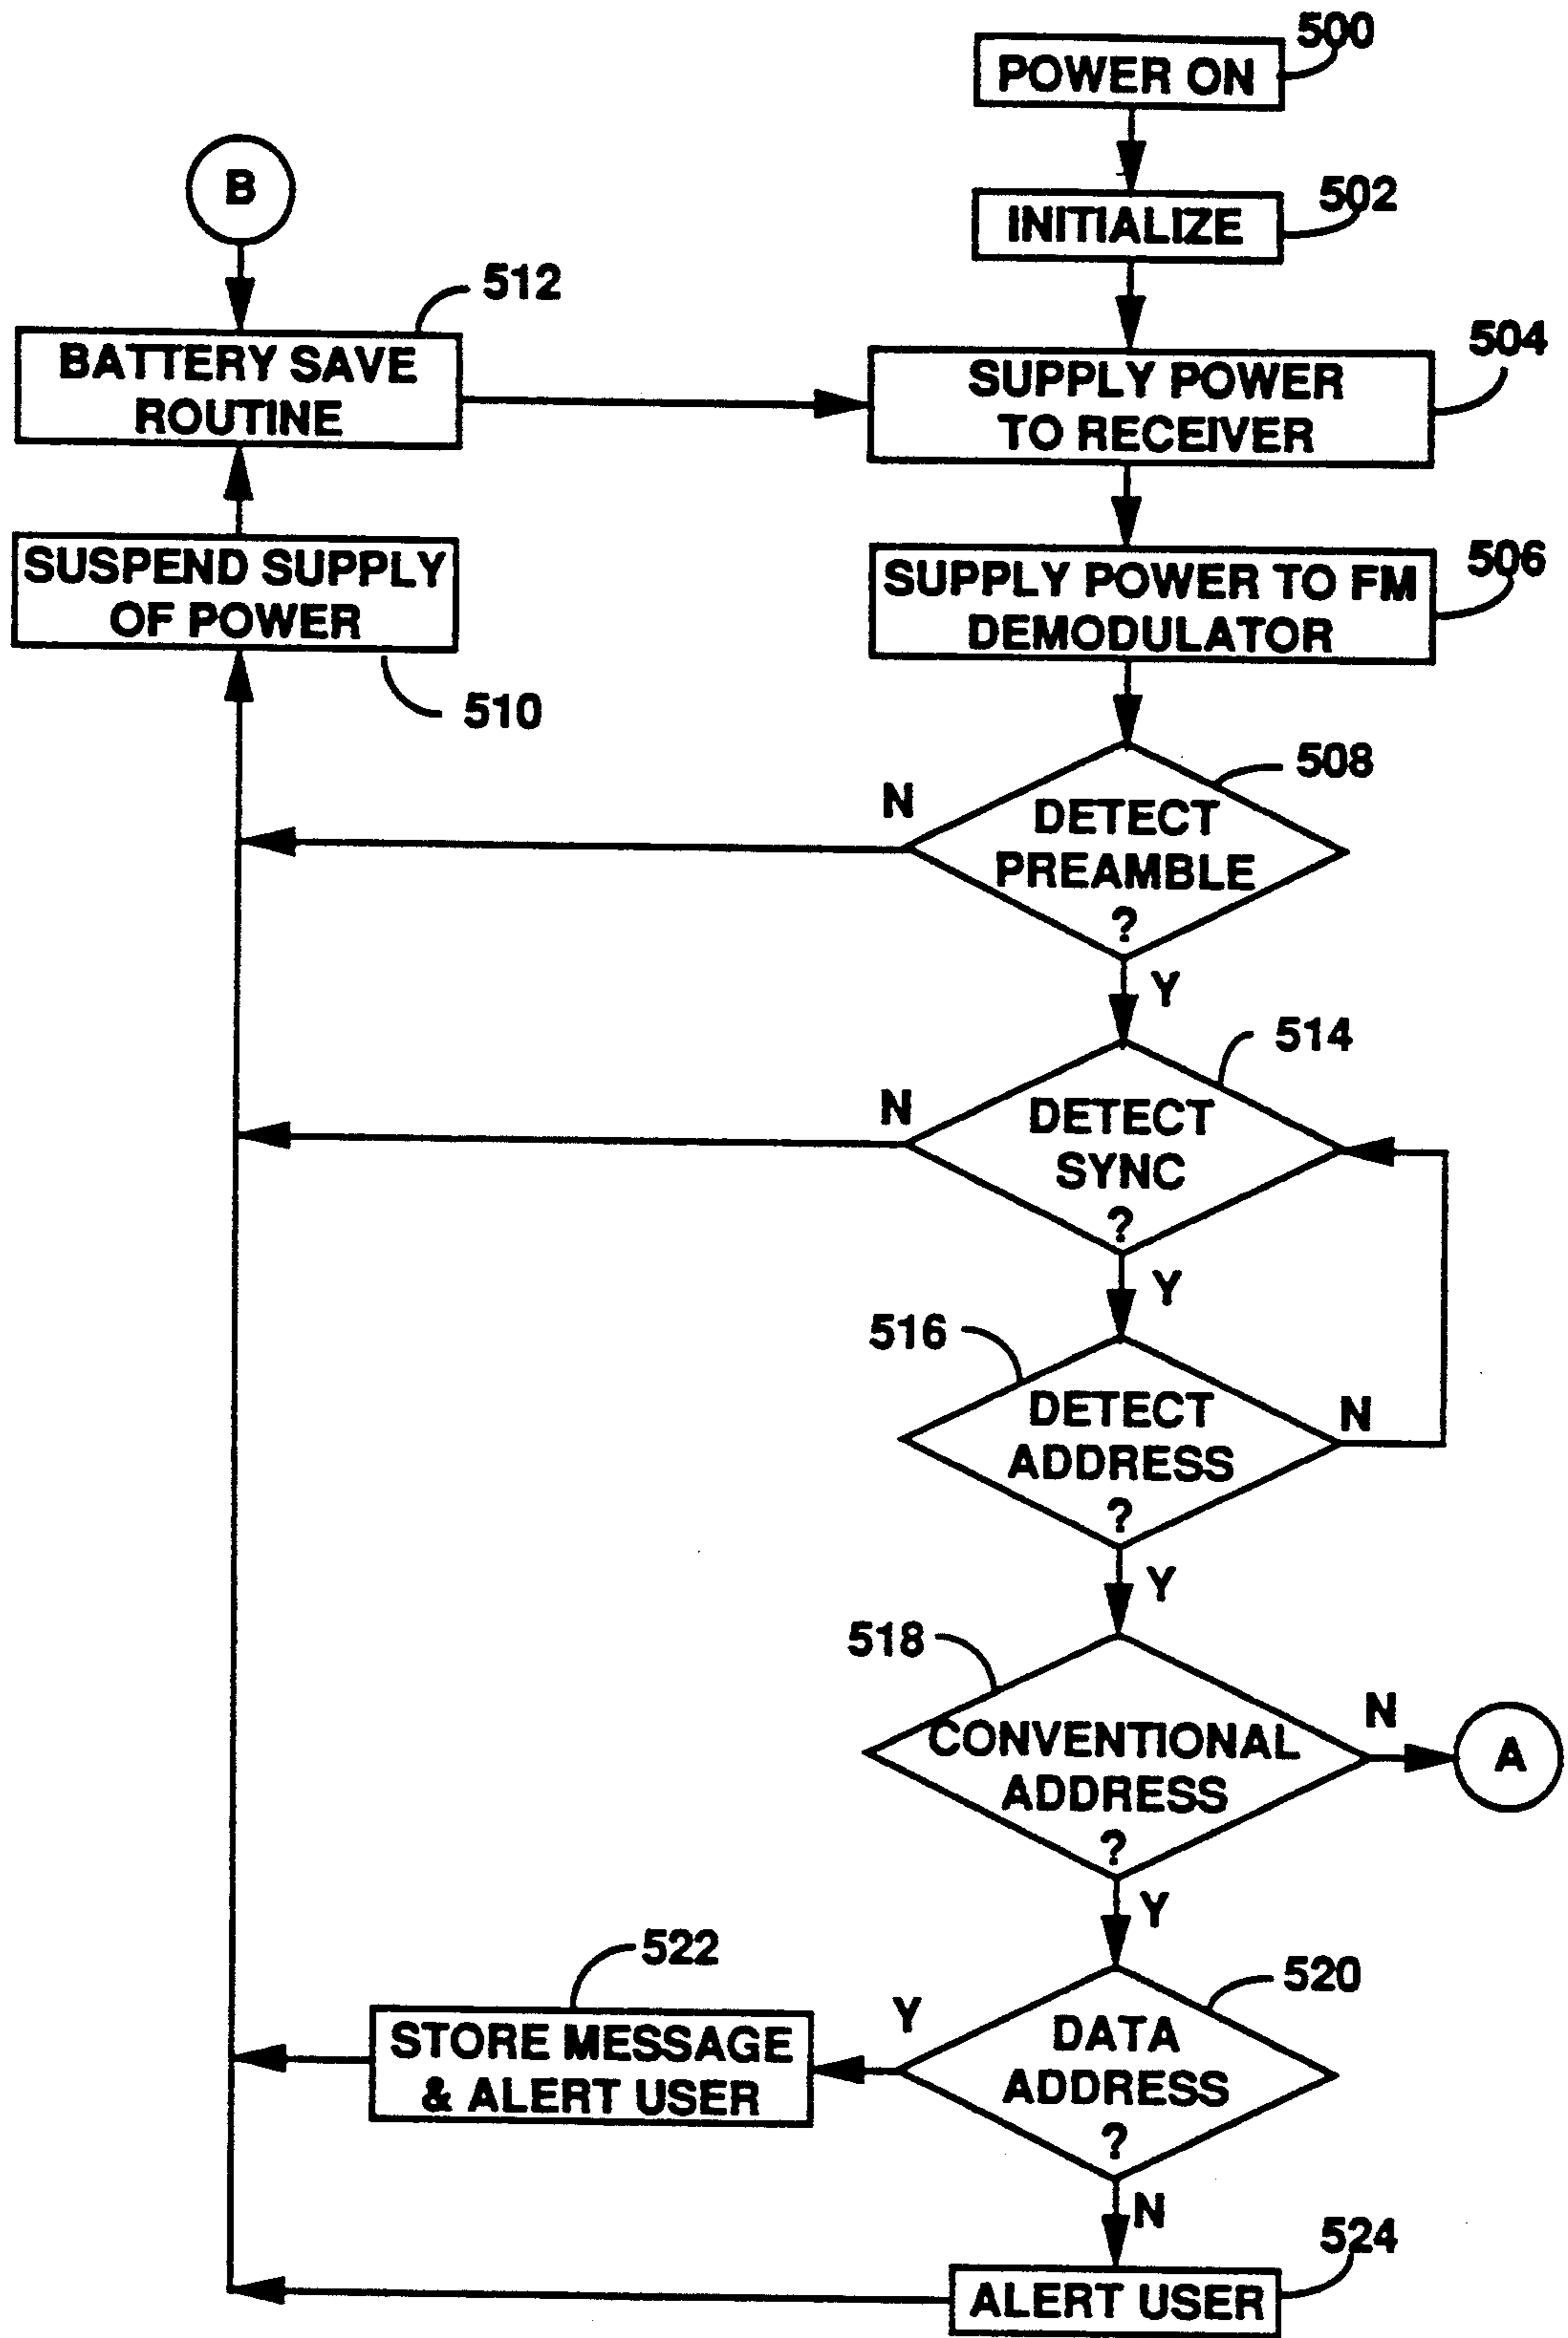 500
POWER ON
502
INITIALIZE
B
512
BATTERY SAVE
ROUTINE
504
SUPPLY POWER
TO RECEIVER
SUSPEND SUPPLY
OF POWER
510
506
SUPPLY POWER TO FM
DEMODULATOR
508
N
DETECT
PREAMBLE
?
Y
514
N
DETECT
SYNC
?
Y
516
DETECT
ADDRESS
?
N
Y
518
CONVENTIONAL
ADDRESS
?
N
A
Y
520
DATA
ADDRESS
?
Y
522
STORE MESSAGE
& ALERT USER
N
524
ALERT USER